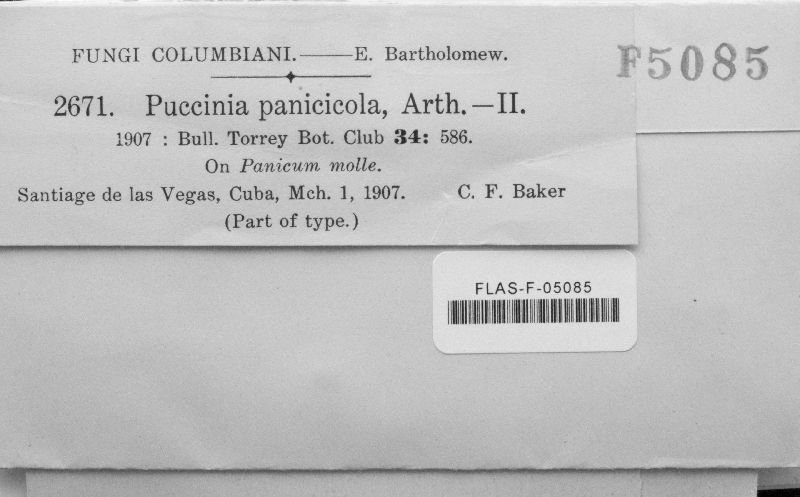 FUNGI COLUMBIANI.——E. Bartholomew.
F5085
2671. Puccinia panicicola, Arth.—II.
1907 : Bull. Torrey Bot. Club 34: 586.
On Panicum molle.
Santiage de las Vegas, Cuba, Mch. 1, 1907. C. F. Baker
(Part of type.)
FLAS-F-05085